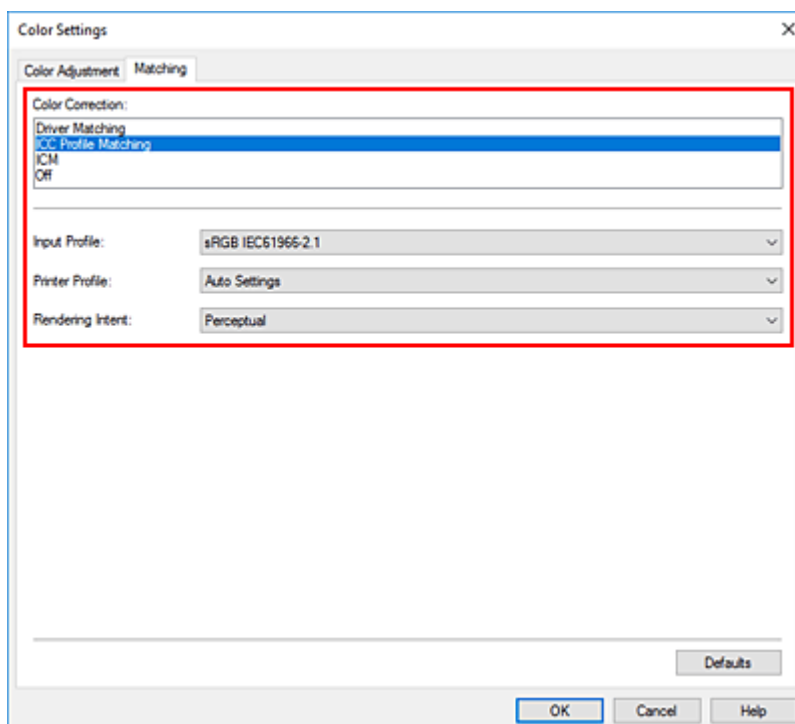 Color Settings
Color Adjustment Matching
Color Correction:
Driver Matching
ICC Profile Matching
ICM
Off
Input Profile: sRGB IEC61966-2.1
Printer Profile: Auto Settings
Rendering Intent: Perceptual
Defaults
OK Cancel Help